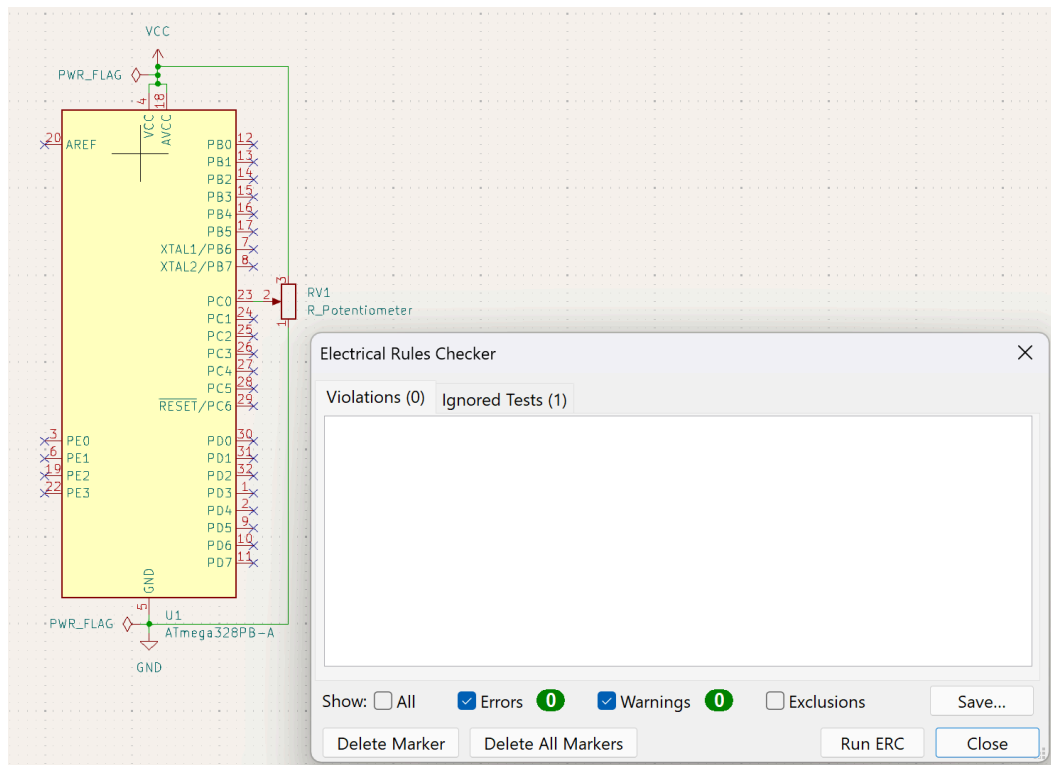 VCC
PWR_FLAG
4 18
VCC AVCC
20 AREF
PB0 12
PB1 13
PB2 14
PB3 15
PB4 16
PB5 17
XTAL1/PB6 7
XTAL2/PB7 8
PC0 23 2
3
1
RV1
R_Potentiometer
PC1 24
PC2 25
PC3 26
PC4 27
PC5 28
RESET/PC6 29
3 PE0
6 PE1
19 PE2
22 PE3
PD0 30
PD1 31
PD2 32
PD3 1
PD4 2
PD5 9
PD6 10
PD7 11
GND
5
PWR_FLAG
U1
ATmega328PB-A
GND
Electrical Rules Checker
Violations (0) Ignored Tests (1)
Show: All Errors 0 Warnings 0 Exclusions Save...
Delete Marker Delete All Markers Run ERC Close